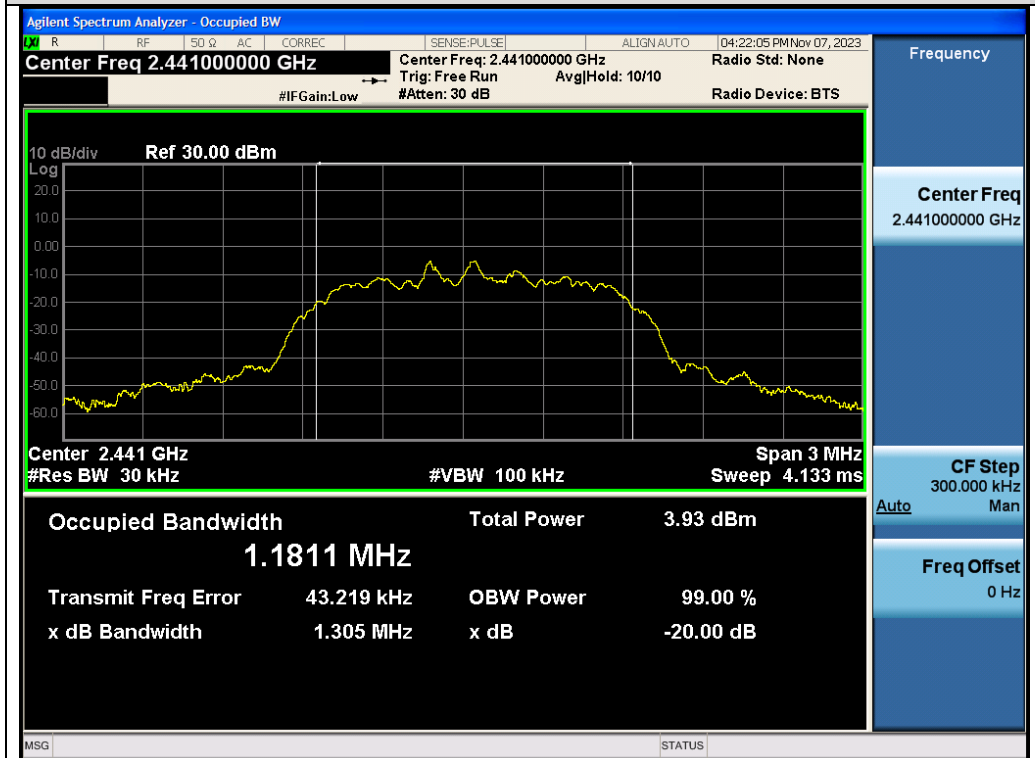 Agilent Spectrum Analyzer - Occupied BW
LXI R RF 50 Ω AC CORREC SENSE:PULSE ALIGN AUTO 04:22:05 PM Nov 07, 2023
Center Freq 2.441000000 GHz
Center Freq: 2.441000000 GHz Radio Std: None
Trig: Free Run Avg|Hold: 10/10
#IFGain:Low #Atten: 30 dB Radio Device: BTS
10 dB/div Ref 30.00 dBm
Log
20.0
10.0
0.00
-10.0
-20.0
-30.0
-40.0
-50.0
-60.0
Center 2.441 GHz Span 3 MHz
#Res BW 30 kHz #VBW 100 kHz Sweep 4.133 ms
Occupied Bandwidth Total Power 3.93 dBm
1.1811 MHz
Transmit Freq Error 43.219 kHz OBW Power 99.00 %
x dB Bandwidth 1.305 MHz x dB -20.00 dB
MSG STATUS
Frequency
Center Freq
2.441000000 GHz
CF Step
300.000 kHz
Auto Man
Freq Offset
0 Hz